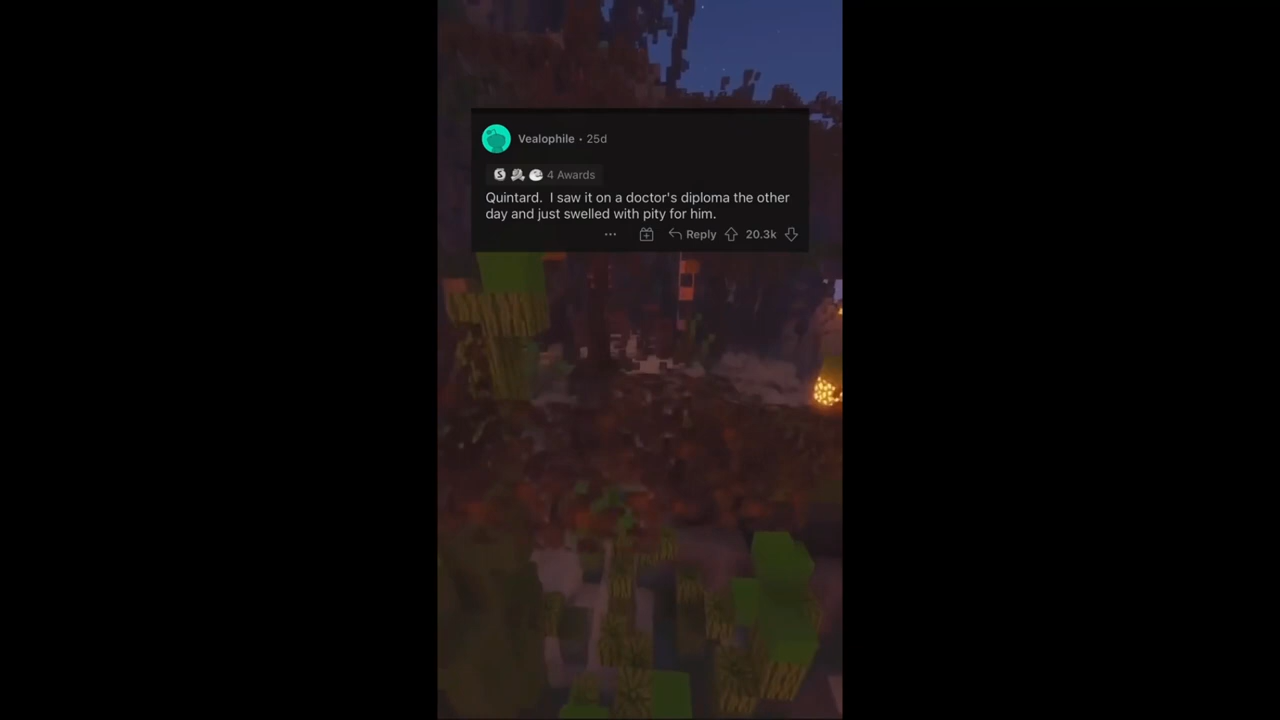 Vealophile • 25d
4 Awards
Quintard.  I saw it on a doctor's diploma the other
day and just swelled with pity for him.
Reply 20.3k